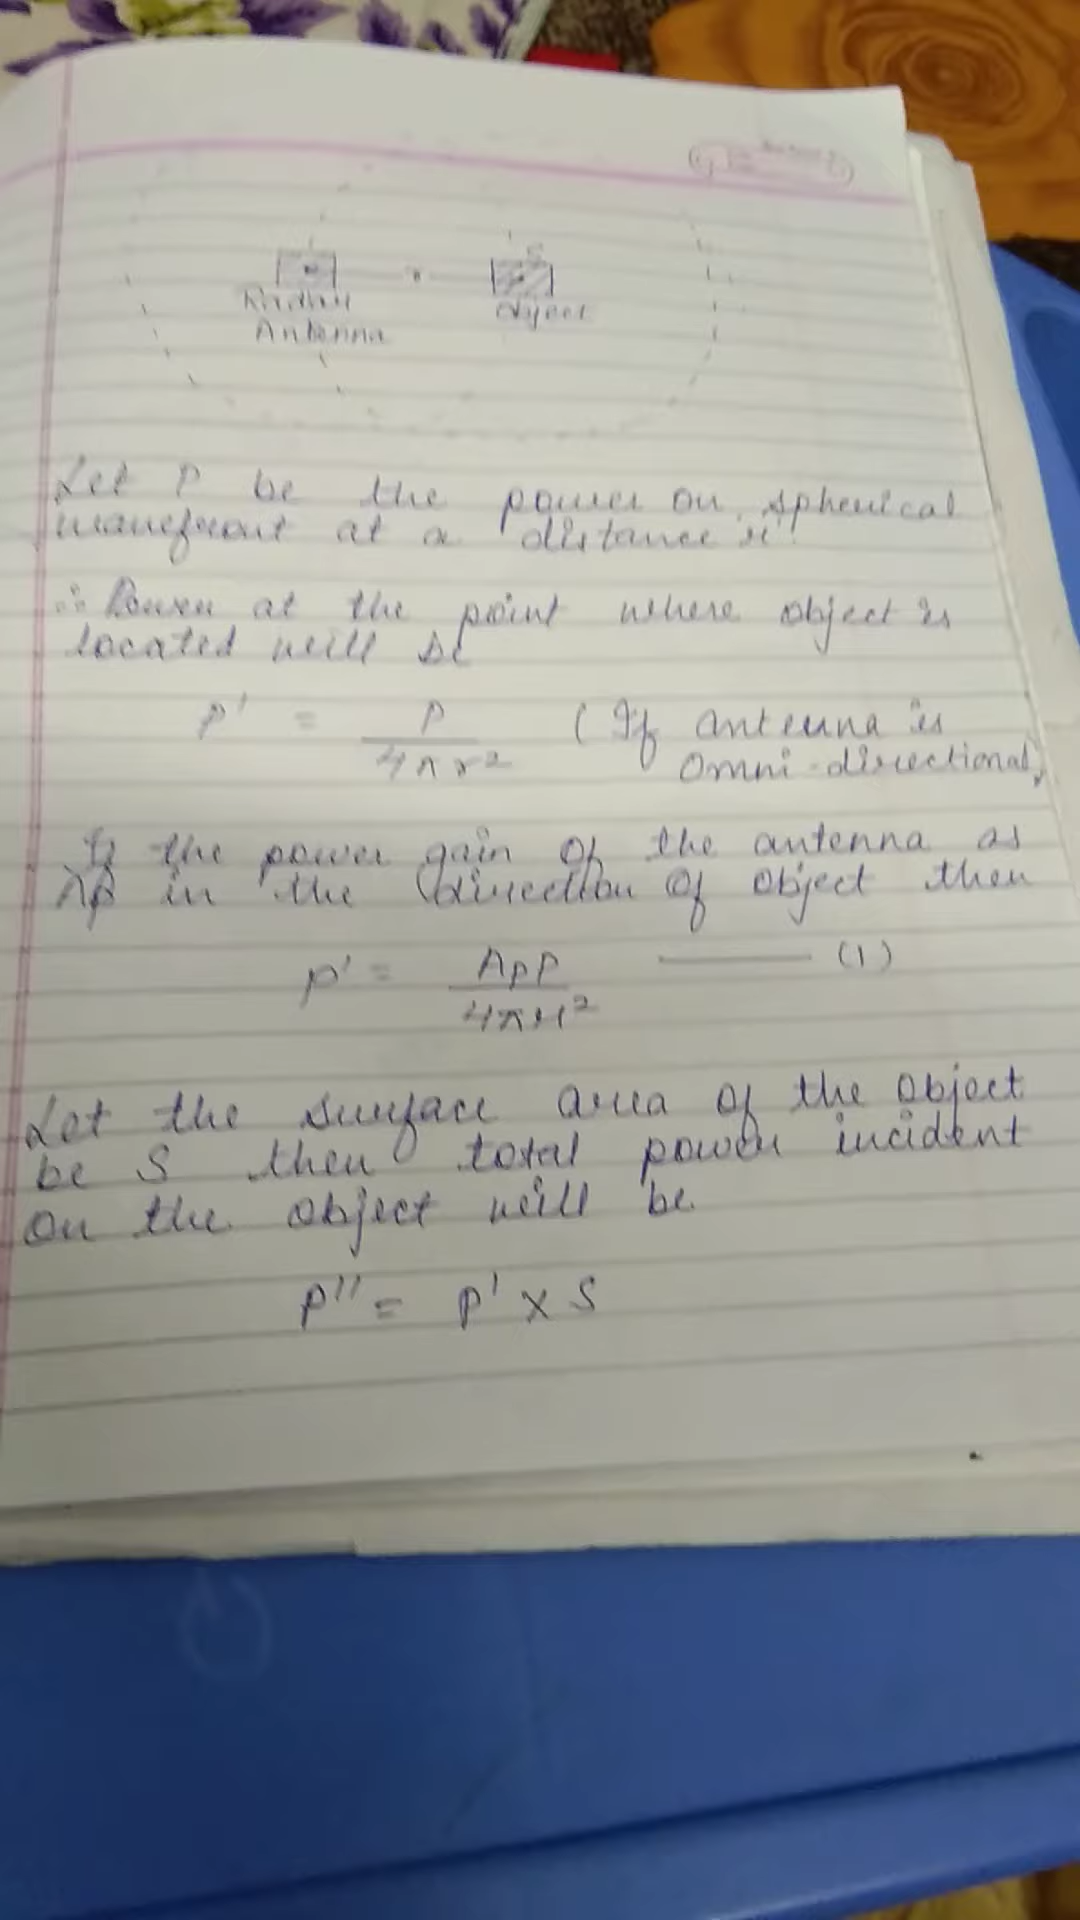 S
Object
Antenna
Let P be the power on spherical
wavefront at a distance 'r'
∴ Power at the point where object is
located will be
P' = P / 4πr² (If antenna is
omni-directional)
If the power gain of the antenna as
Ap in the direction of object then
P' = ApP / 4πr² ——— (1)
Let the surface area of the object
be S then total power incident
on the object will be
P'' = P' x S